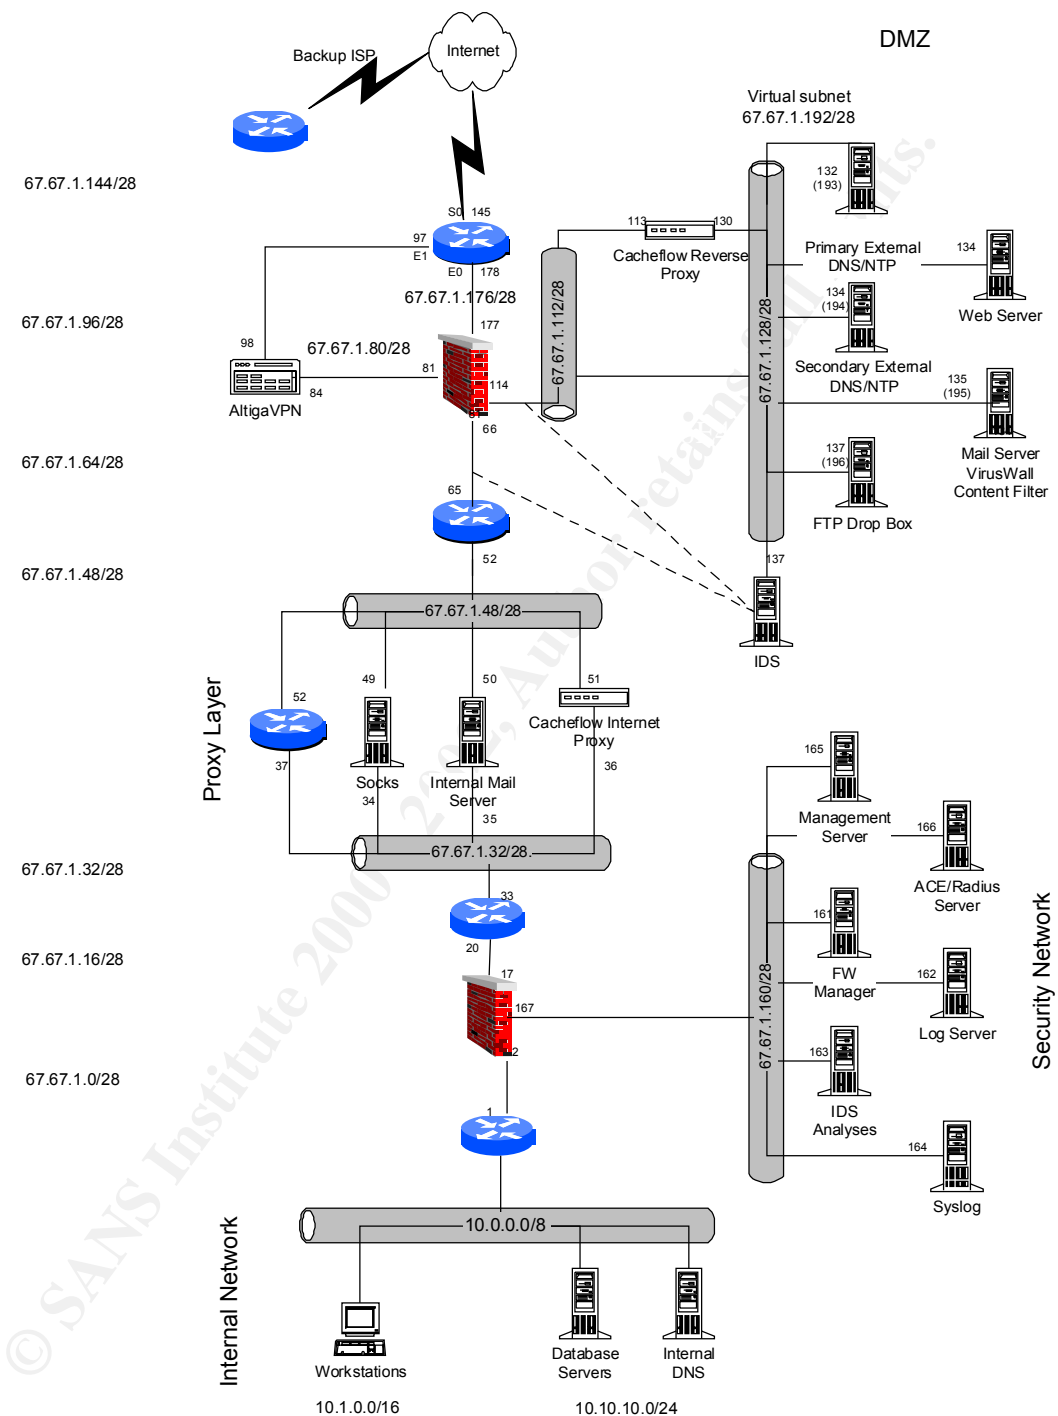 DMZ
Internet
Backup ISP
Virtual subnet
67.67.1.192/28
132
(193)
67.67.1.144/28
S0 145
113
130
97
E1
E0 178
Cacheflow Reverse
Proxy
Primary External
DNS/NTP
134
Web Server
67.67.1.176/28
67.67.1.112/28
67.67.1.128/28
134
(194)
67.67.1.96/28
177
98
67.67.1.80/28
81
114
84
AltigaVPN
66
Secondary External
DNS/NTP
135
(195)
Mail Server
VirusWall
Content Filter
137
(196)
FTP Drop Box
67.67.1.64/28
65
52
137
IDS
67.67.1.48/28
67.67.1.48/28
Proxy Layer
52
49
50
51
Cacheflow Internet
Proxy
37
Socks
34
Internal Mail
Server
35
36
67.67.1.32/28
67.67.1.32/28.
33
20
67.67.1.16/28
17
167
2
67.67.1.0/28
1
165
Management
Server
166
ACE/Radius
Server
161
FW
Manager
162
Log Server
67.67.1.160/28
163
IDS
Analyses
164
Syslog
Security Network
10.0.0.0/8
Internal Network
Workstations
Database
Servers
Internal
DNS
10.1.0.0/16
10.10.10.0/24
© SANS Institute 2000 - 2002, Author retains full rights.